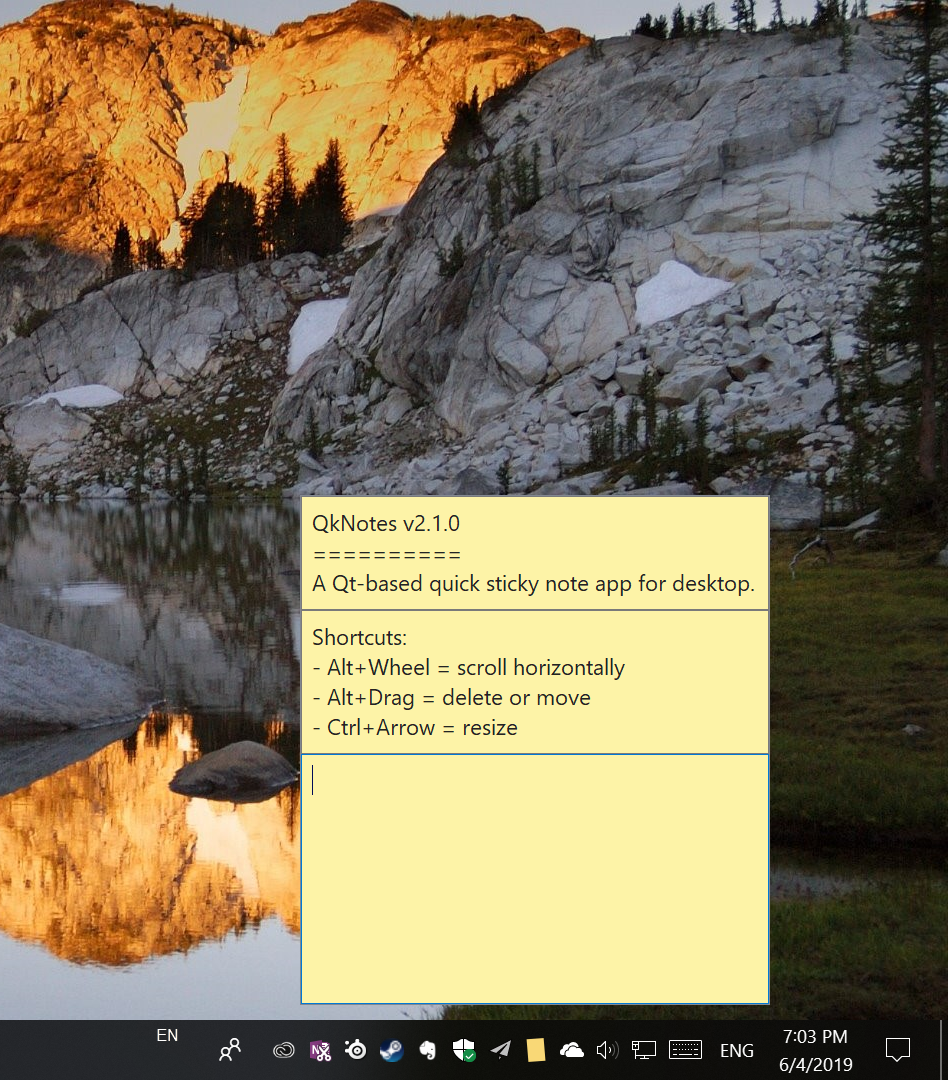 QkNotes v2.1.0
==========
A Qt-based quick sticky note app for desktop.
Shortcuts:
- Alt+Wheel = scroll horizontally
- Alt+Drag = delete or move
- Ctrl+Arrow = resize
EN
ENG
7:03 PM
6/4/2019